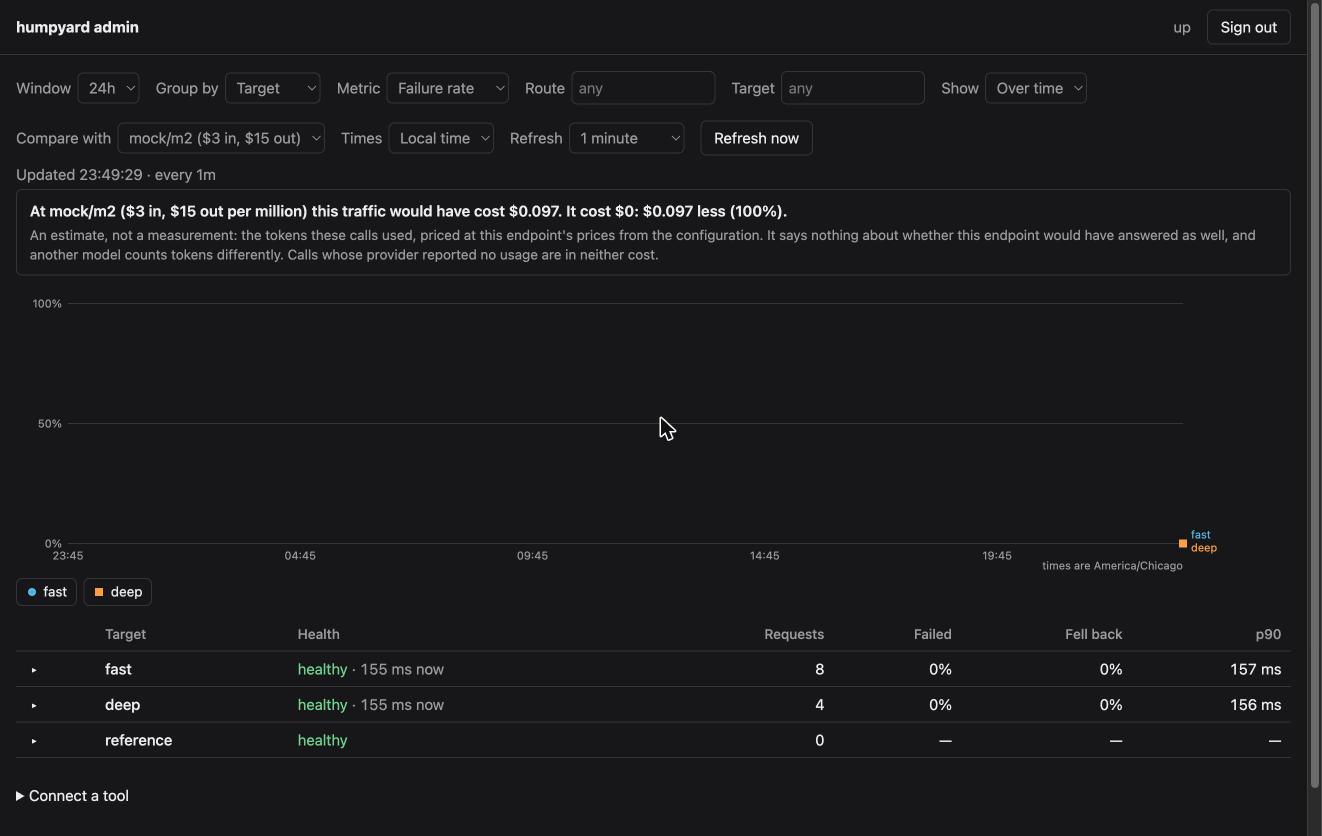 humpyard admin
up
Sign out
Window 24h Group by Target Metric Failure rate Route any Target any Show Over time
Compare with mock/m2 ($3 in, $15 out) Times Local time Refresh 1 minute Refresh now
Updated 23:49:29 · every 1m
At mock/m2 ($3 in, $15 out per million) this traffic would have cost $0.097. It cost $0: $0.097 less (100%).
An estimate, not a measurement: the tokens these calls used, priced at this endpoint's prices from the configuration. It says nothing about whether this endpoint would have answered as well, and
another model counts tokens differently. Calls whose provider reported no usage are in neither cost.
100%
50%
0%
fast
deep
23:45 04:45 09:45 14:45 19:45
times are America/Chicago
fast deep
Target Health Requests Failed Fell back p90
fast healthy · 155 ms now 8 0% 0% 157 ms
deep healthy · 155 ms now 4 0% 0% 156 ms
reference healthy 0 — — —
Connect a tool